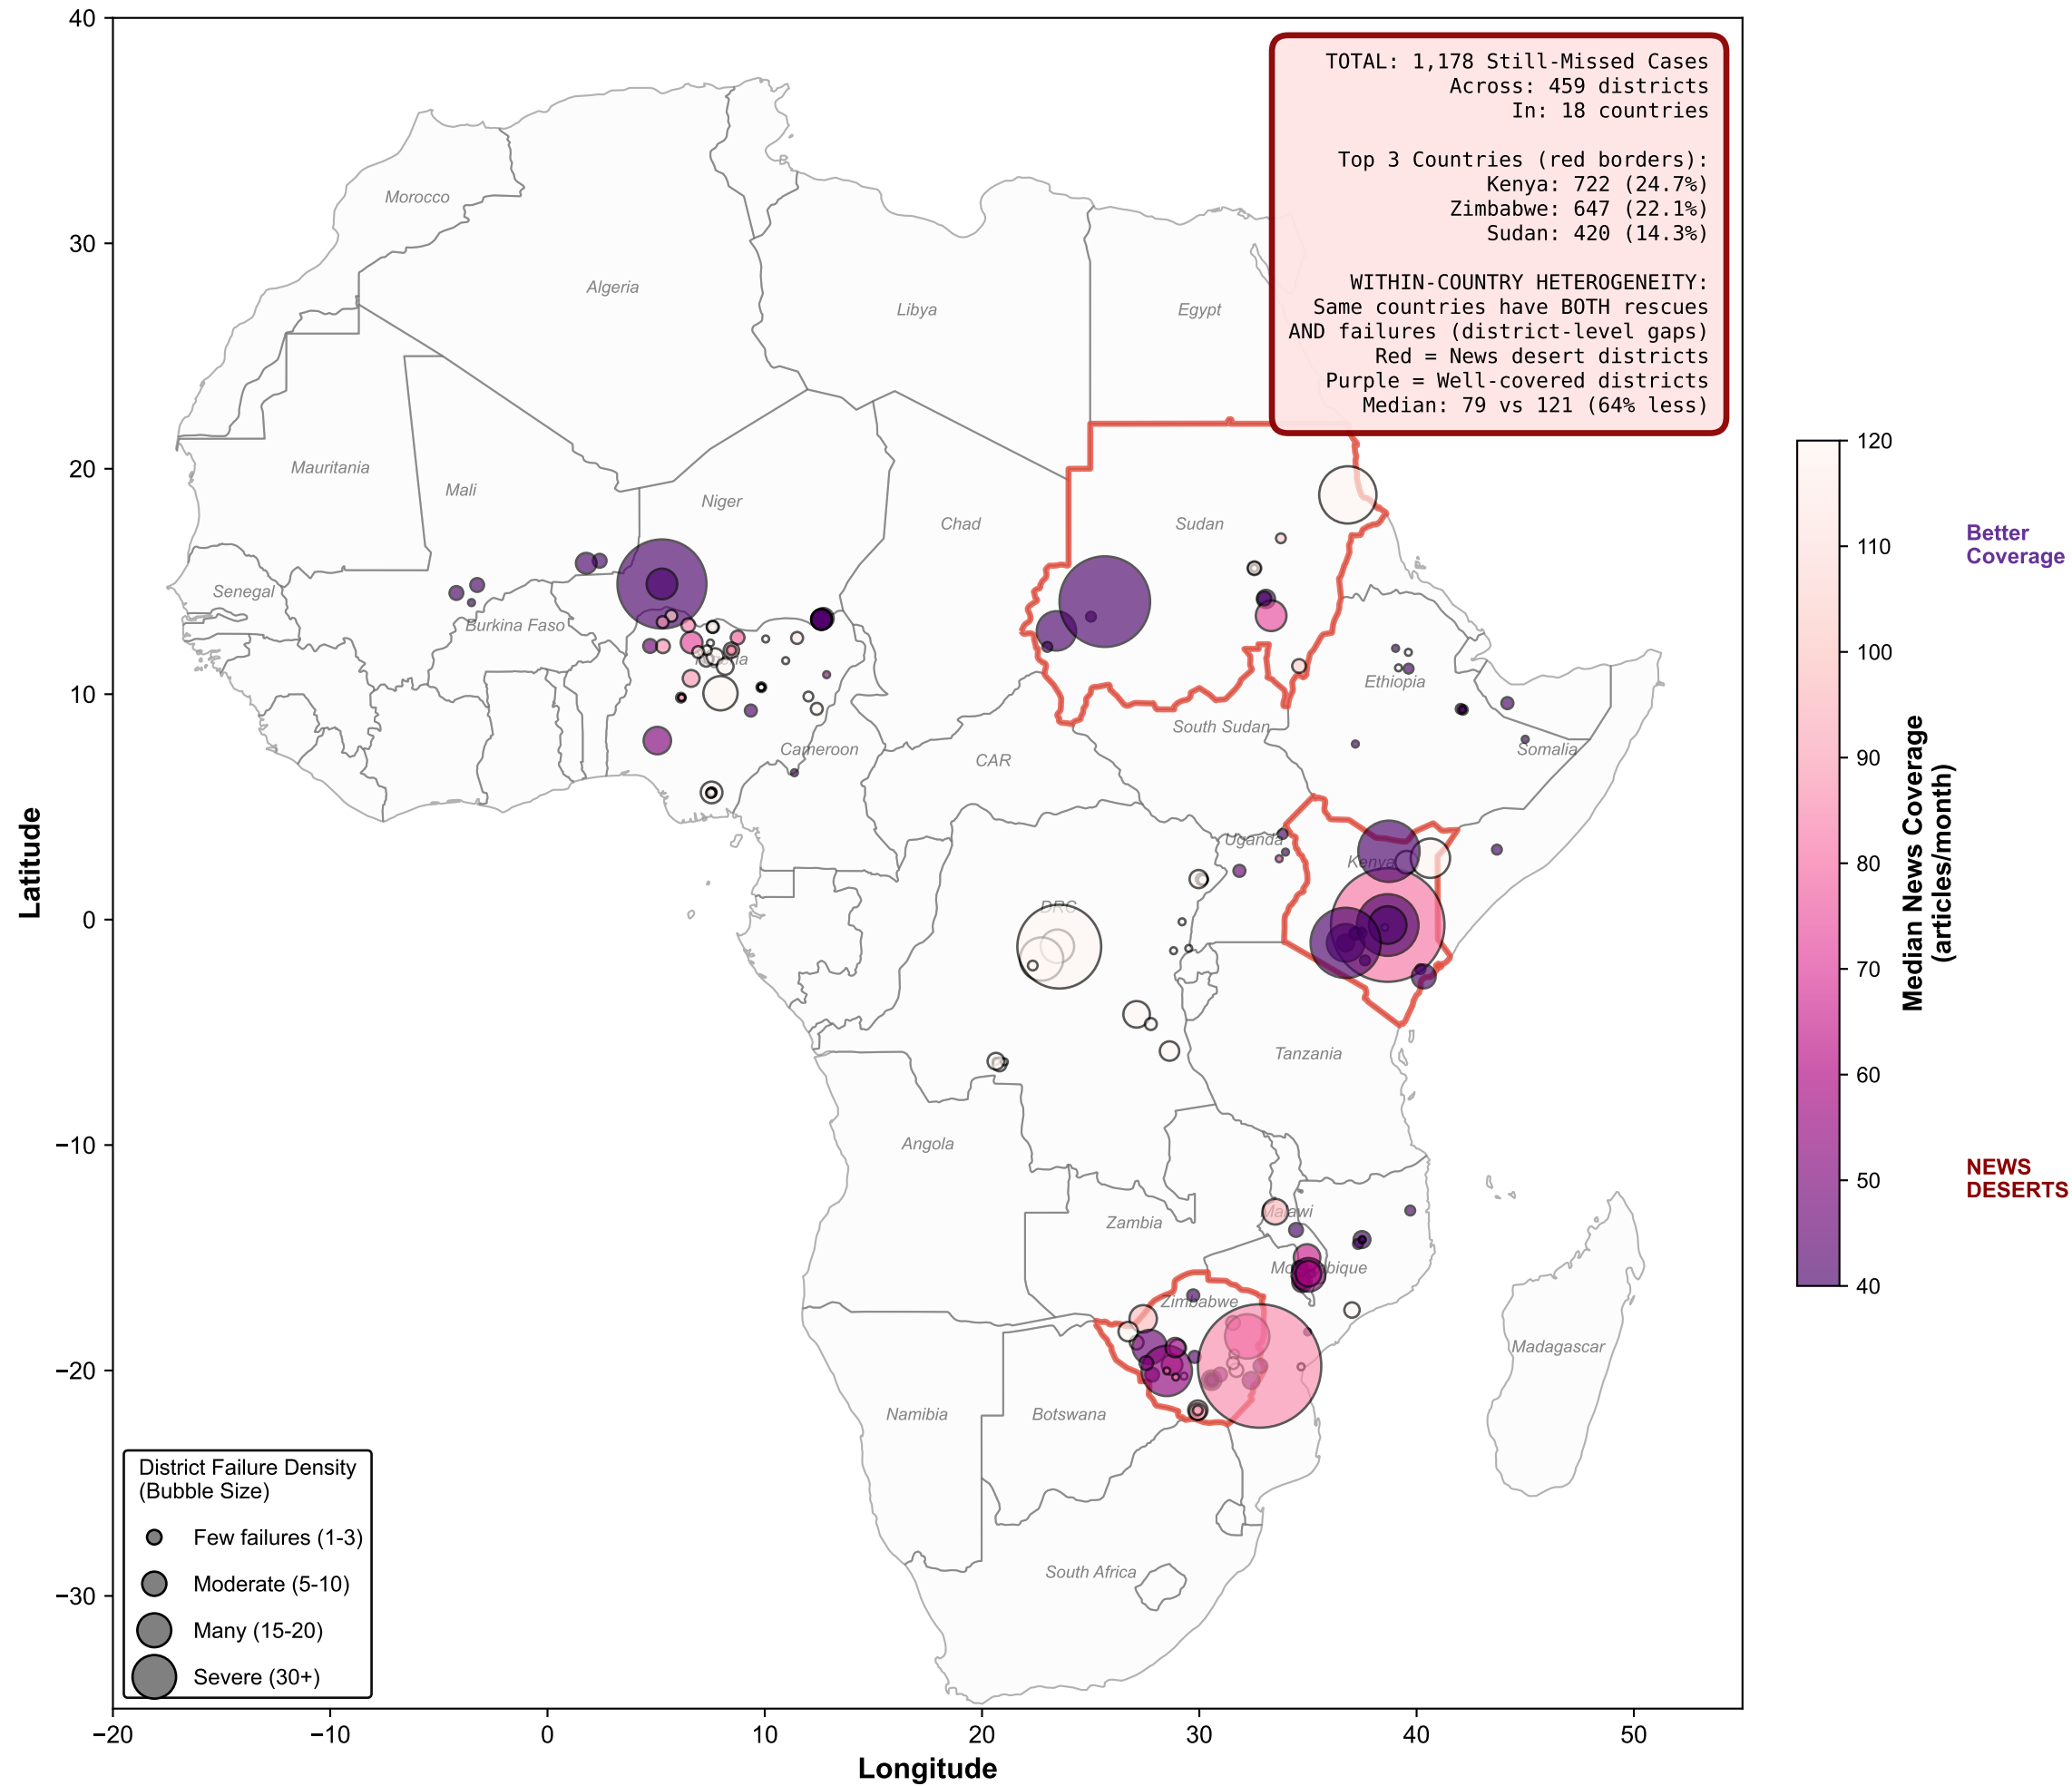 40
30
20
10
0
−10
−20
−30
−20
−10
0
10
20
30
40
50
Latitude
Longitude
TOTAL: 1,178 Still-Missed Cases
Across: 459 districts
In: 18 countries
Top 3 Countries (red borders):
Kenya: 722 (24.7%)
Zimbabwe: 647 (22.1%)
Sudan: 420 (14.3%)
WITHIN-COUNTRY HETEROGENEITY:
Same countries have BOTH rescues
AND failures (district-level gaps)
Red = News desert districts
Purple = Well-covered districts
Median: 79 vs 121 (64% less)
Morocco
Algeria
Libya
Egypt
Mauritania
Mali
Niger
Chad
Sudan
Senegal
Burkina Faso
Ethiopia
South Sudan
Cameroon
CAR
Somalia
Uganda
Kenya
DRC
Tanzania
Angola
Zambia
Malawi
Zimbabwe
Madagascar
Namibia
Botswana
South Africa
District Failure Density
(Bubble Size)
Few failures (1-3)
Moderate (5-10)
Many (15-20)
Severe (30+)
120
110
100
90
80
70
60
50
40
Median News Coverage
(articles/month)
Better
Coverage
NEWS
DESERTS